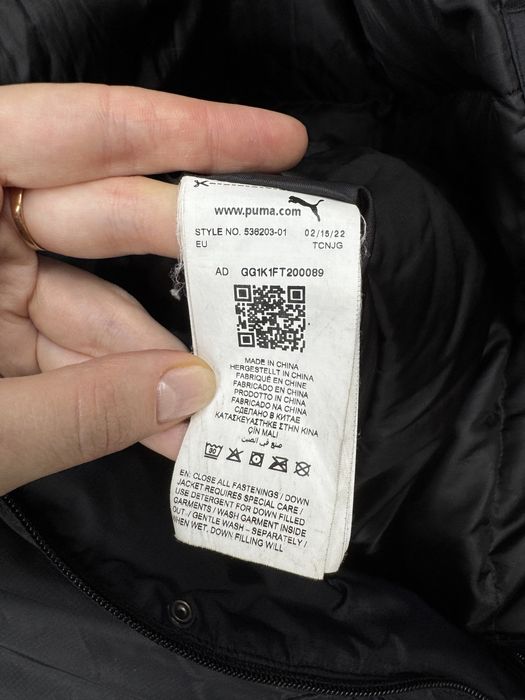 www.puma.com
STYLE NO. 536203-01 02/15/22
EU TCNJG
AD GG1K1FT200089
MADE IN CHINA
HERGESTELLT IN CHINA
FABRIQUÉ EN CHINE
FABRICADO EN CHINA
PRODOTTO IN CHINA
FABRICADO NA CHINA
СДЕЛАНО В КИТАЕ
ΚΑΤΑΣΚΕΥΑΣΤΗΚΕ ΣΤΗΝ ΚΙΝΑ
ÇİN MALI
صنع في الصين
30
EN: CLOSE ALL FASTENINGS / DOWN
JACKET REQUIRES SPECIAL CARE /
USE DETERGENT FOR DOWN FILLED
GARMENTS / WASH GARMENT INSIDE
OUT / GENTLE WASH – SEPARATELY /
WHEN WET, DOWN FILLING WILL